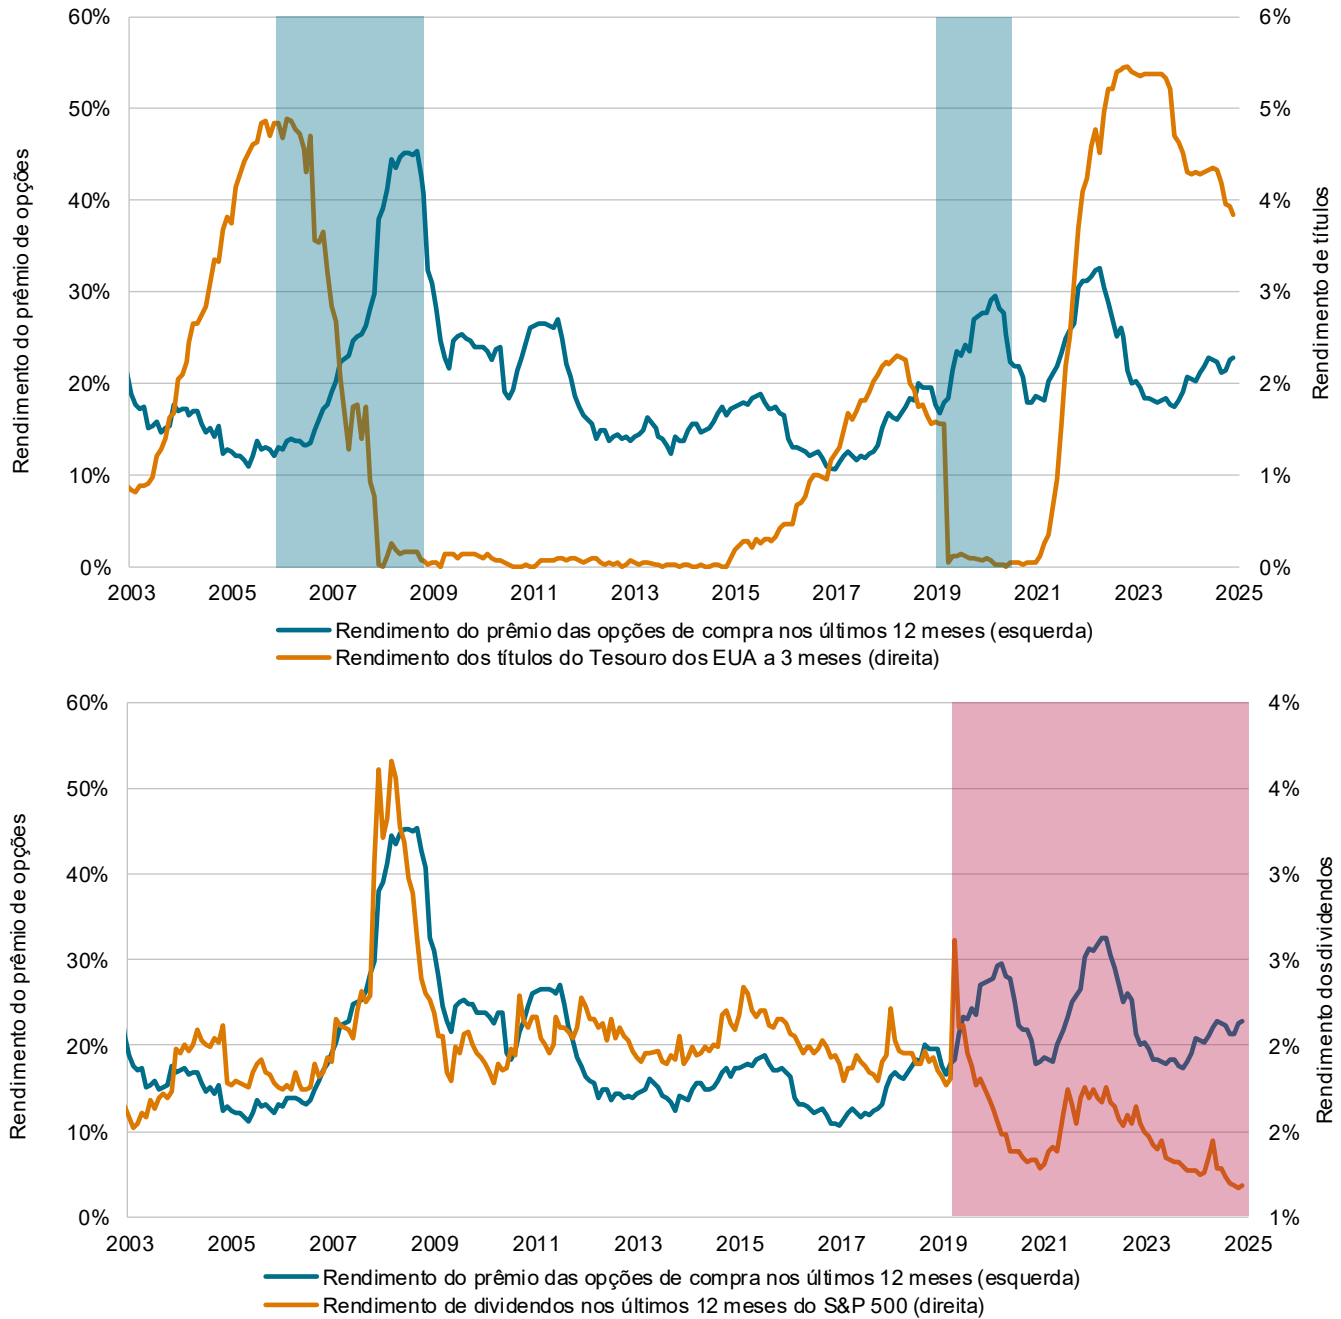 60%
50%
40%
30%
20%
10%
0%
Rendimento do prêmio de opções
6%
5%
4%
3%
2%
1%
0%
Rendimento de títulos
2003 2005 2007 2009 2011 2013 2015 2017 2019 2021 2023 2025
Rendimento do prêmio das opções de compra nos últimos 12 meses (esquerda)
Rendimento dos títulos do Tesouro dos EUA a 3 meses (direita)
60%
50%
40%
30%
20%
10%
0%
Rendimento do prêmio de opções
4%
4%
3%
3%
2%
2%
1%
Rendimento dos dividendos
2003 2005 2007 2009 2011 2013 2015 2017 2019 2021 2023 2025
Rendimento do prêmio das opções de compra nos últimos 12 meses (esquerda)
Rendimento de dividendos nos últimos 12 meses do S&P 500 (direita)